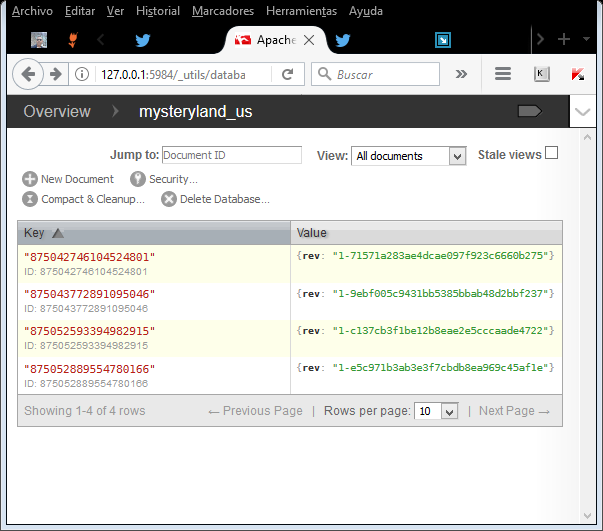 Archivo Editar Ver Historial Marcadores Herramientas Ayuda
Apache
127.0.0.1:5984/_utils/databa
Buscar
Overview mysteryland_us
Jump to: Document ID View: All documents Stale views
New Document Security...
Compact & Cleanup... Delete Database...
Key Value
"875042746104524801" {rev: "1-71571a283ae4dcae097f923c6660b275"}
ID: 875042746104524801
"875043772891095046" {rev: "1-9ebf005c9431bb5385bbab48d2bbf237"}
ID: 875043772891095046
"875052593394982915" {rev: "1-c137cb3f1be12b8eae2e5cccaade4722"}
ID: 875052593394982915
"875052889554780166" {rev: "1-e5c971b3ab3e3f7cbdb8ea969c45af1e"}
ID: 875052889554780166
Showing 1-4 of 4 rows ← Previous Page | Rows per page: 10 | Next Page →